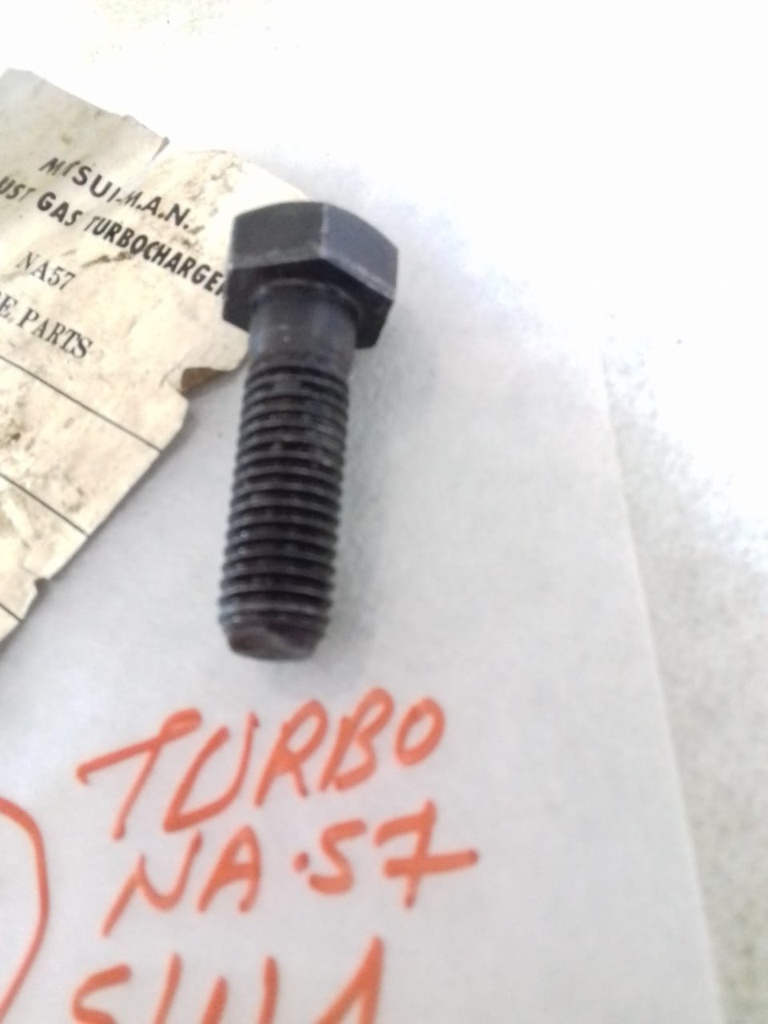 MITSUI M.A.N.
UST GAS TURBOCHARGER
NA57
E PARTS
TURBO
NA·57